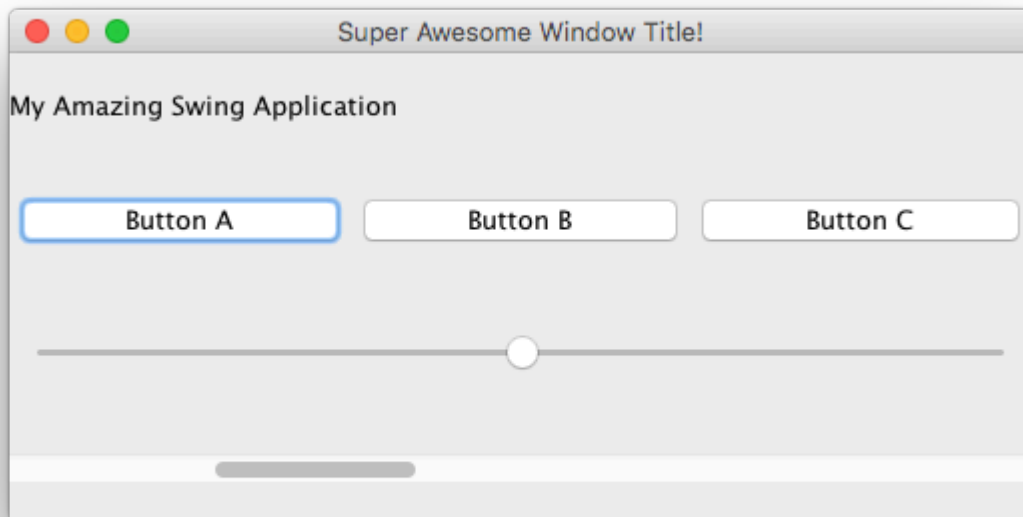 Super Awesome Window Title!
My Amazing Swing Application
Button A Button B Button C